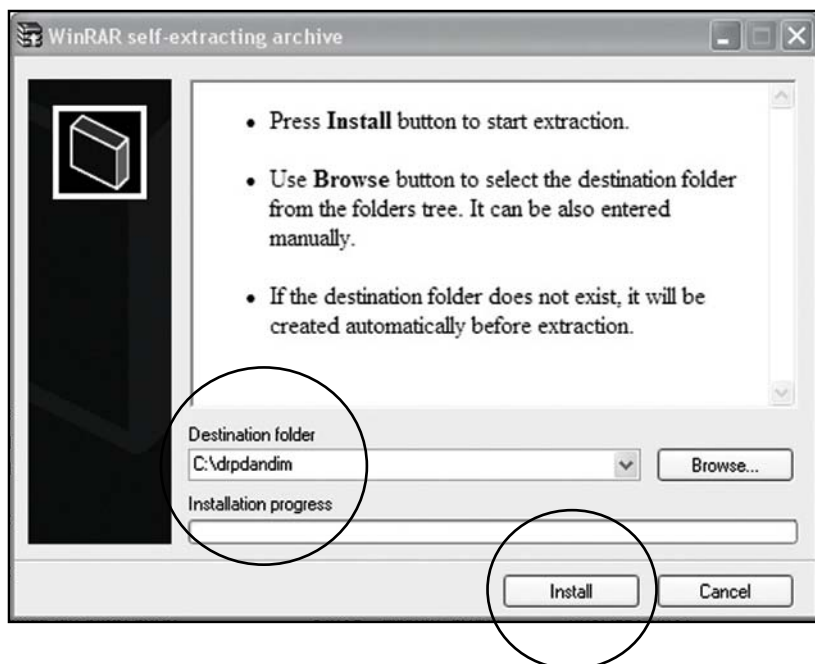 WinRAR self-extracting archive
• Press Install button to start extraction.
• Use Browse button to select the destination folder
from the folders tree. It can be also entered
manually.
• If the destination folder does not exist, it will be
created automatically before extraction.
Destination folder
C:\drpdandim
Browse...
Installation progress
Install
Cancel